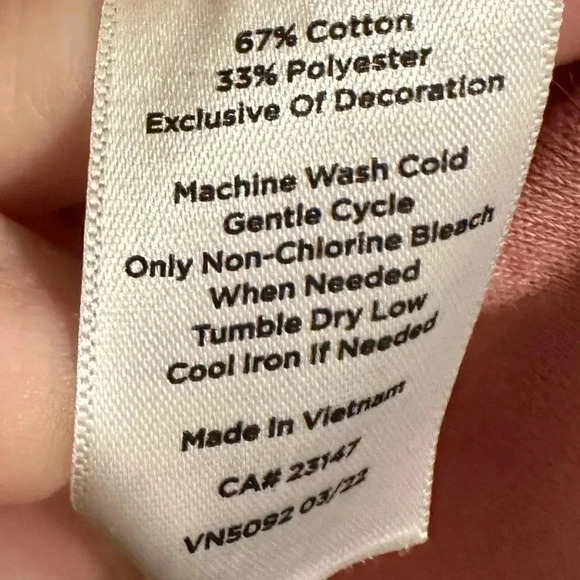 67% Cotton
33% Polyester
Exclusive Of Decoration
Machine Wash Cold
Gentle Cycle
Only Non-Chlorine Bleach
When Needed
Tumble Dry Low
Cool Iron If Needed
Made In Vietnam
CA# 23147
VN5092 03/22